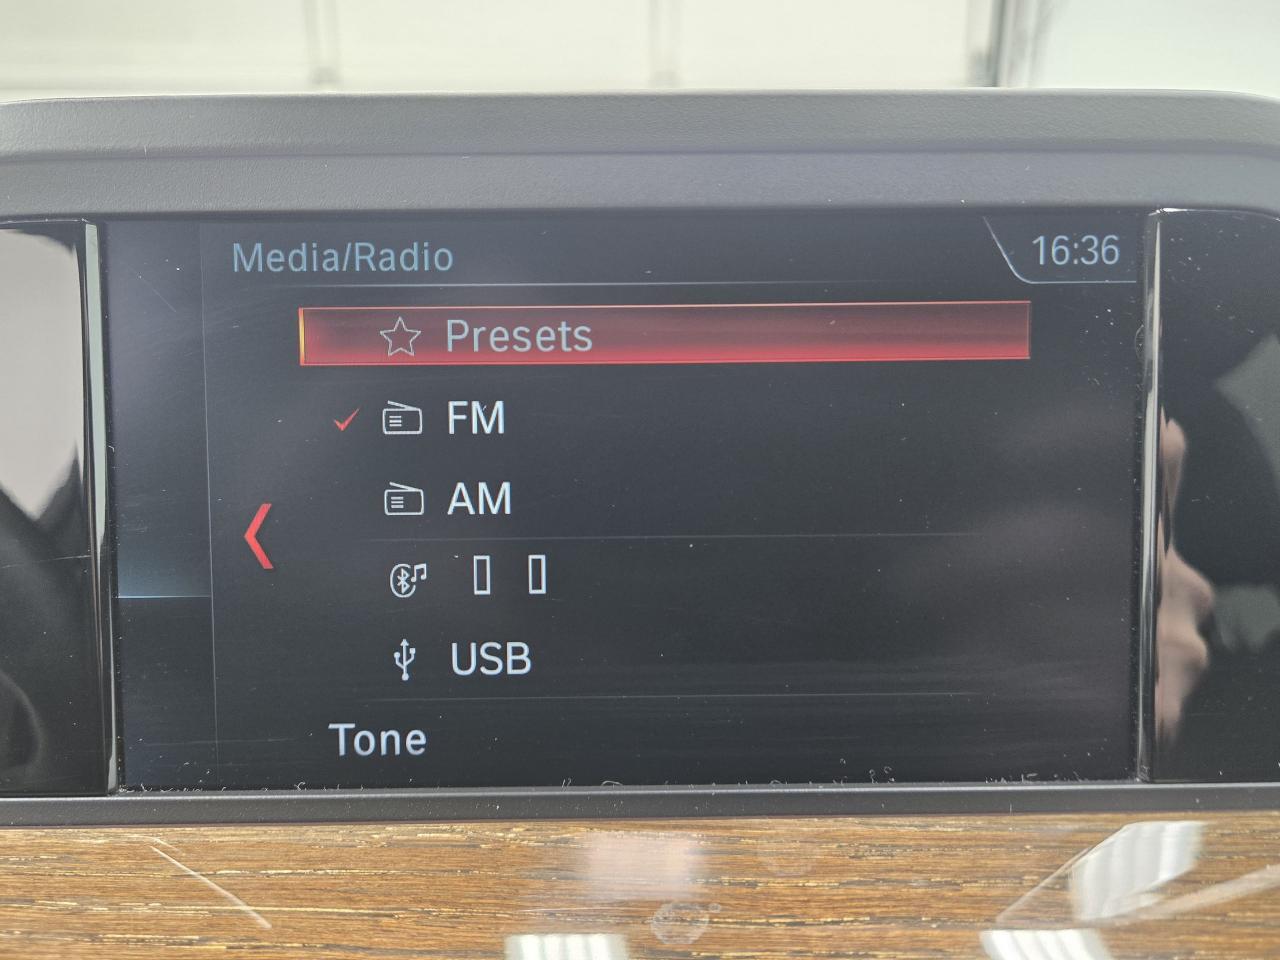 Media/Radio
16:36
Presets
FM
AM
▯ ▯
USB
Tone